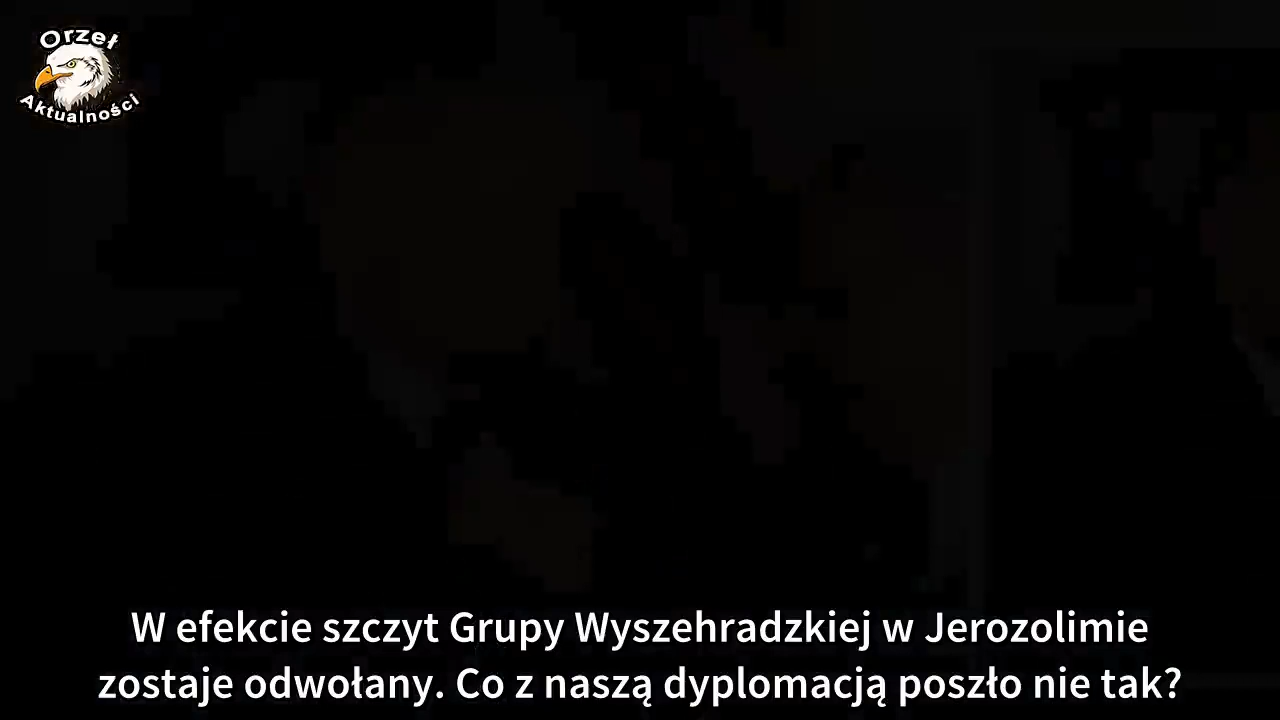 Orzeł
Aktualności
W efekcie szczyt Grupy Wyszehradzkiej w Jerozolimie
zostaje odwołany. Co z naszą dyplomacją poszło nie tak?